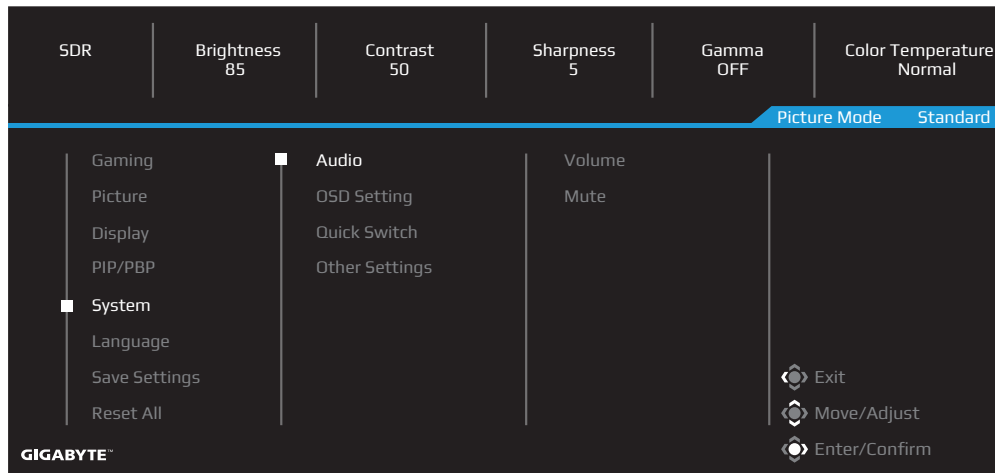 SDR
Brightness
85
Contrast
50
Sharpness
5
Gamma
OFF
Color Temperature
Normal
Picture Mode Standard
Gaming
Picture
Display
PIP/PBP
System
Language
Save Settings
Reset All
Audio
OSD Setting
Quick Switch
Other Settings
Volume
Mute
Exit
Move/Adjust
Enter/Confirm
GIGABYTE™